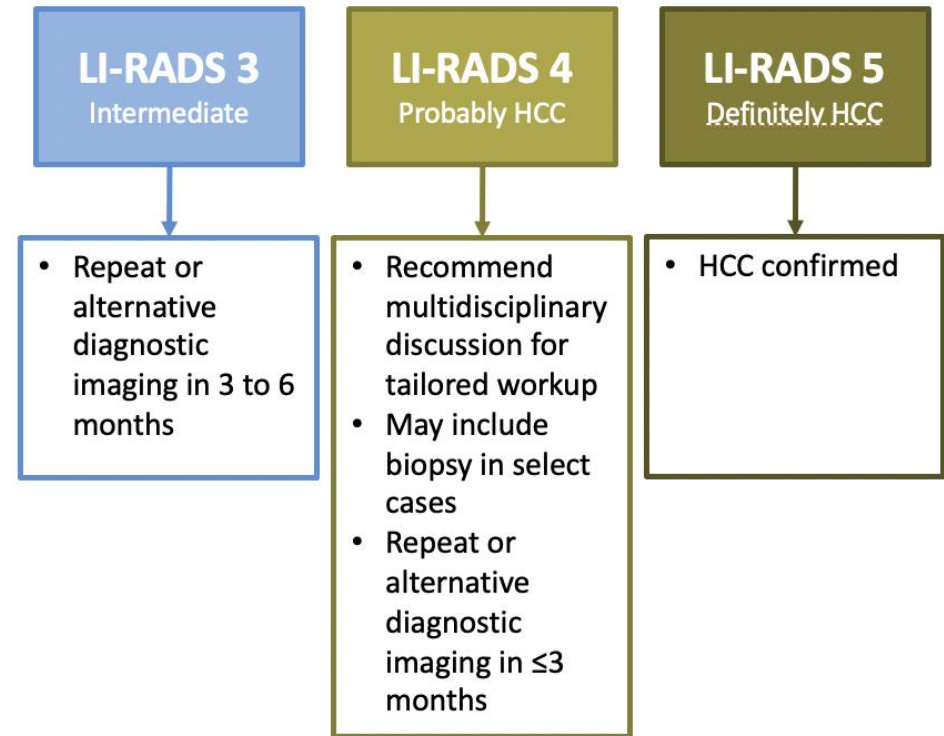 LI-RADS 3
Intermediate
• Repeat or
alternative
diagnostic
imaging in 3 to 6
months
LI-RADS 4
Probably HCC
• Recommend
multidisciplinary
discussion for
tailored workup
• May include
biopsy in select
cases
• Repeat or
alternative
diagnostic
imaging in ≤3
months
LI-RADS 5
Definitely HCC
• HCC confirmed